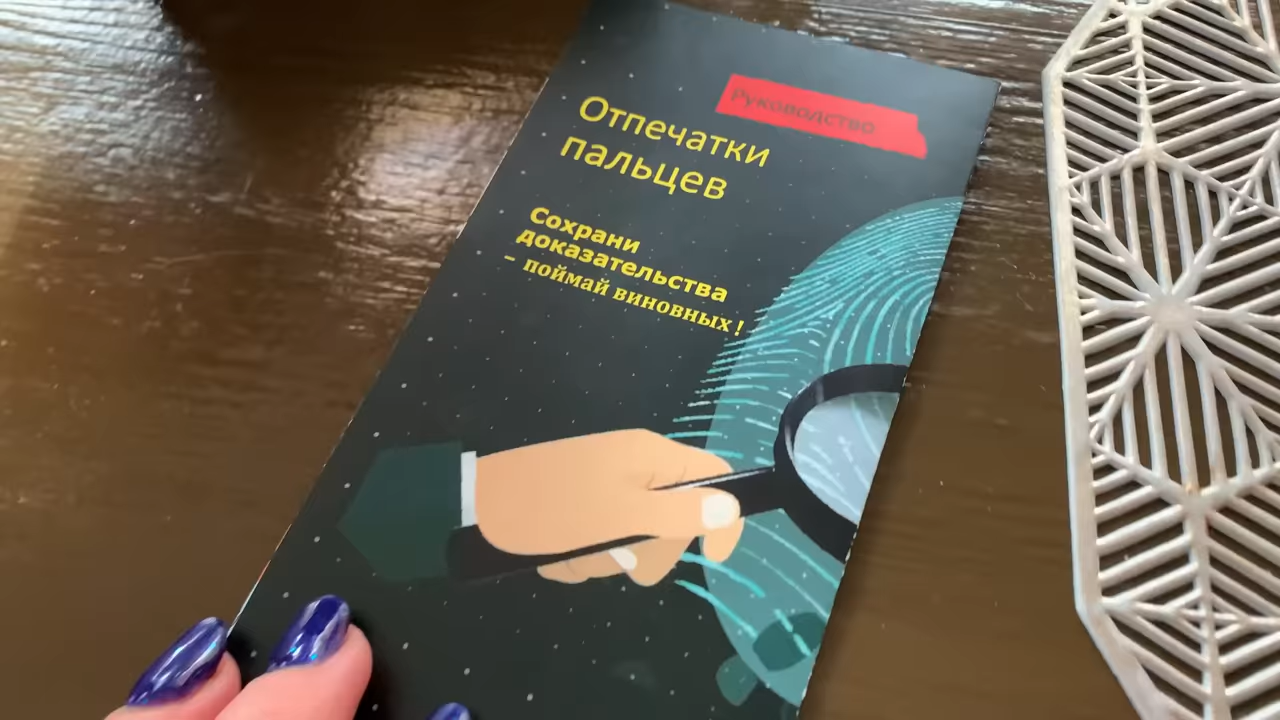 Руководство
Отпечатки
пальцев
Сохрани
доказательства
– поймай виновных!